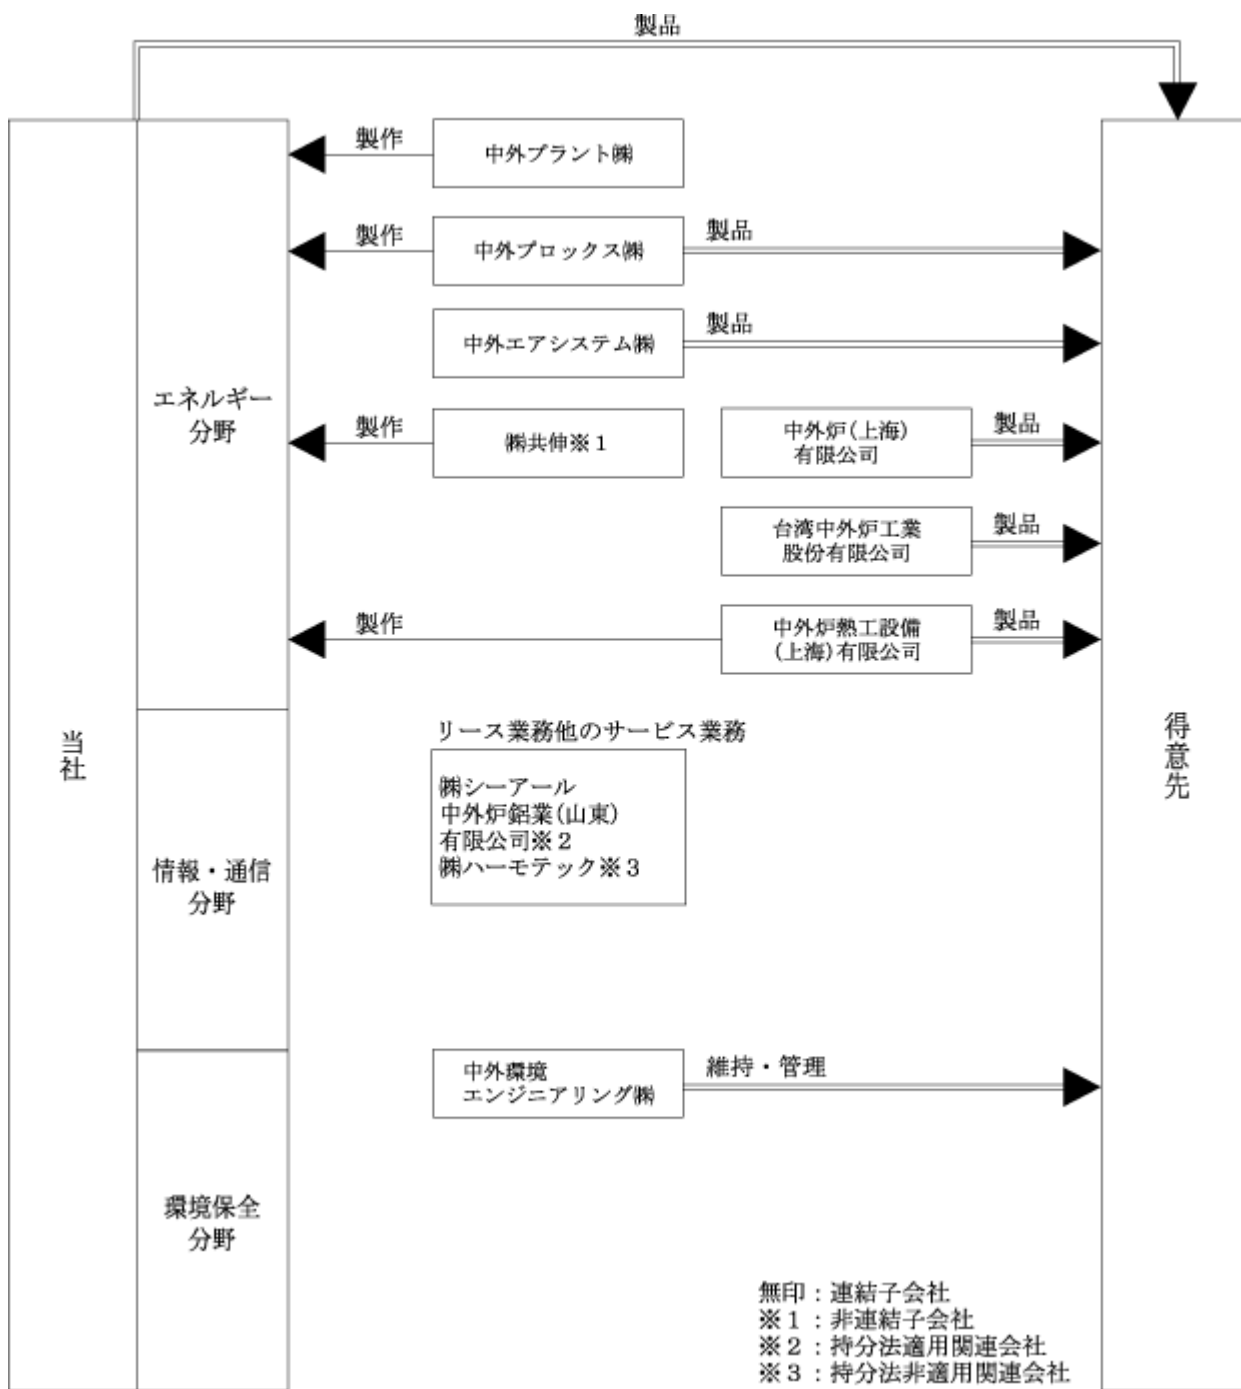 製品
製作
中外プラント㈱
製作
中外プロックス㈱
製品
中外エアシステム㈱
製品
エネルギー
分野
製作
㈱共伸※1
中外炉(上海)
有限公司
製品
台湾中外炉工業
股份有限公司
製品
製作
中外炉熱工設備
(上海)有限公司
製品
当社
得意先
リース業務他のサービス業務
㈱シーアール
中外炉鋁業(山東)
有限公司※2
㈱ハーモテック※3
情報・通信
分野
中外環境
エンジニアリング㈱
維持・管理
環境保全
分野
無印：連結子会社
※1：非連結子会社
※2：持分法適用関連会社
※3：持分法非適用関連会社